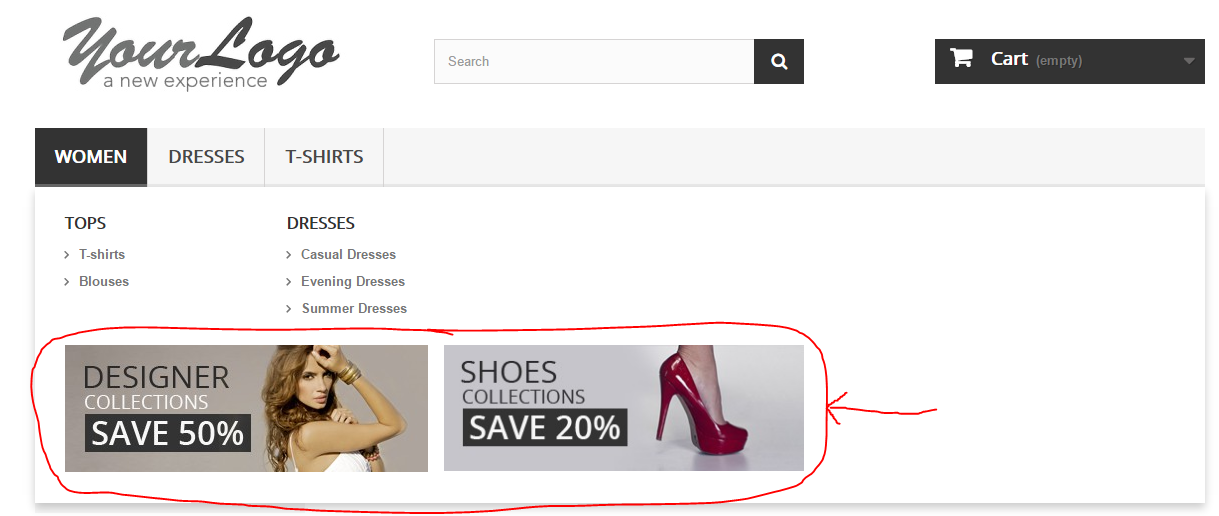 YourLogo
a new experience
Search
Cart (empty)
WOMEN DRESSES T-SHIRTS
TOPS
T-shirts
Blouses
DRESSES
Casual Dresses
Evening Dresses
Summer Dresses
DESIGNER
COLLECTIONS
SAVE 50%
SHOES
COLLECTIONS
SAVE 20%